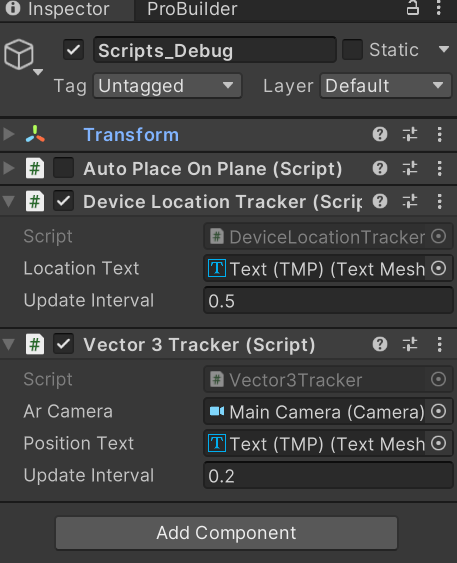 Inspector ProBuilder
Scripts_Debug Static
Tag Untagged Layer Default
Transform
# Auto Place On Plane (Script)
# Device Location Tracker (Scrip
Script # DeviceLocationTracker
Location Text T Text (TMP) (Text Mesh
Update Interval 0.5
# Vector 3 Tracker (Script)
Script # Vector3Tracker
Ar Camera Main Camera (Camera)
Position Text T Text (TMP) (Text Mesh
Update Interval 0.2
Add Component